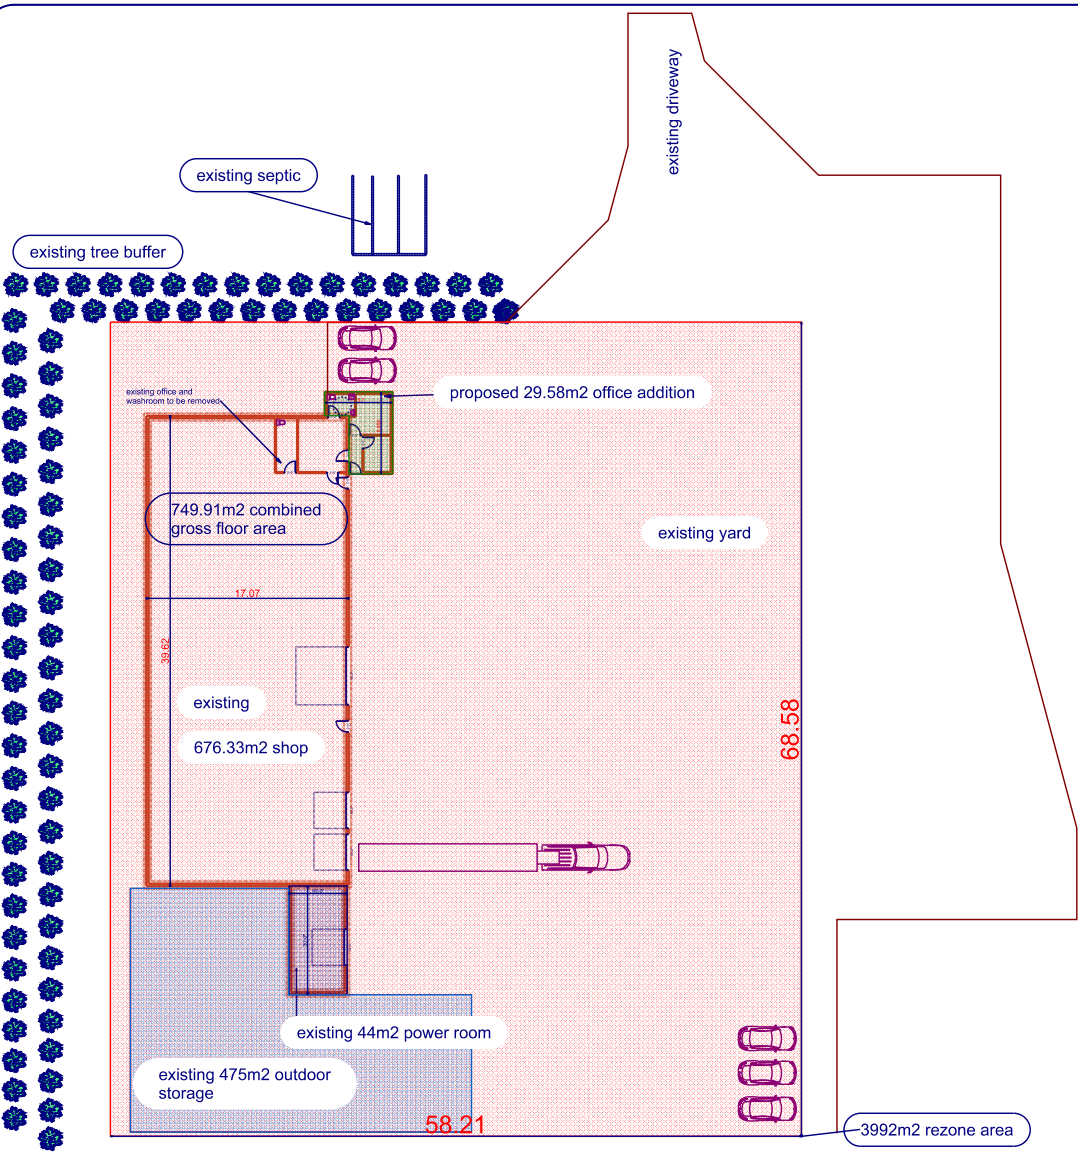 existing driveway
existing septic
existing tree buffer
existing office and
washroom to be removed
proposed 29.58m2 office addition
749.91m2 combined
gross floor area
existing yard
17.07
39.62
existing
676.33m2 shop
68.58
existing 44m2 power room
existing 475m2 outdoor
storage
58.21
3992m2 rezone area